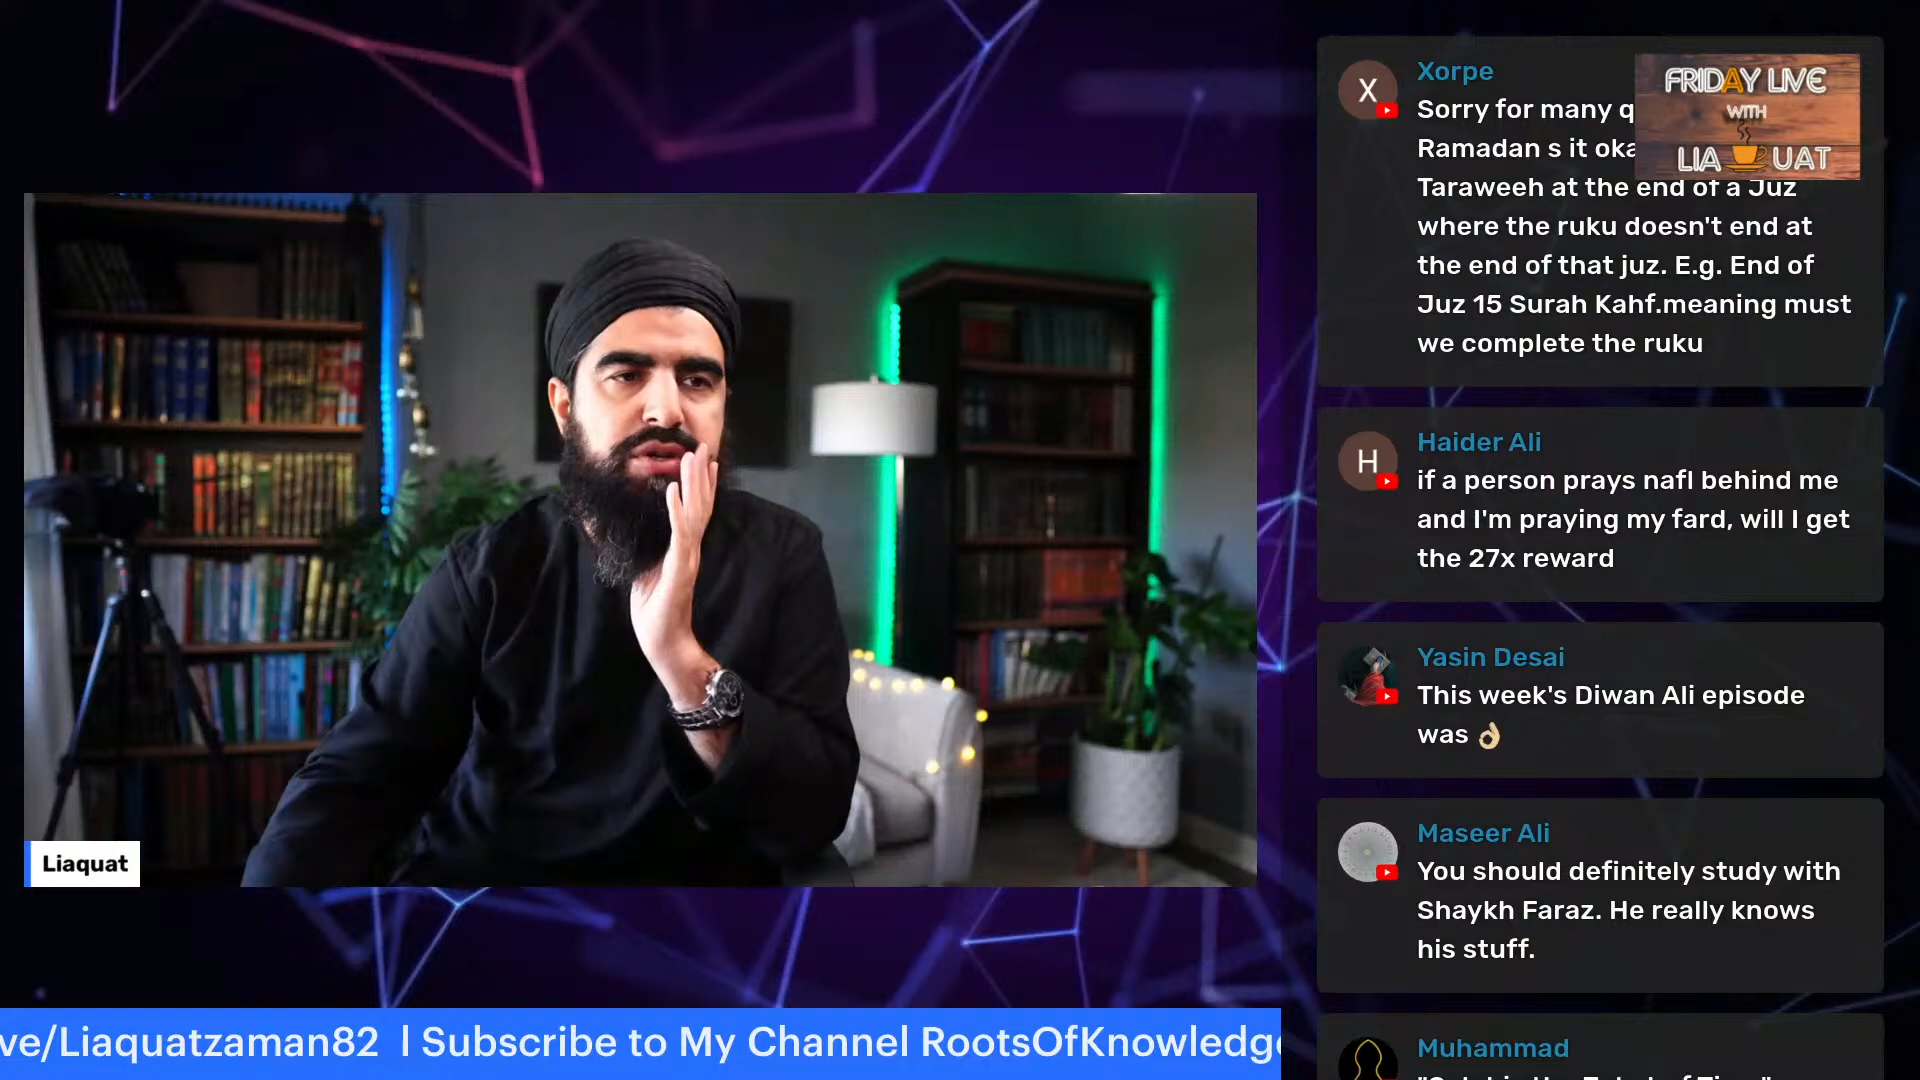 Xorpe
Sorry for many q
Ramadan s it oka
Taraweeh at the end of a Juz
where the ruku doesn't end at
the end of that juz. E.g. End of
Juz 15 Surah Kahf.meaning must
we complete the ruku
FRIDAY LIVE
WITH
LIA UAT
Haider Ali
if a person prays nafl behind me
and I'm praying my fard, will I get
the 27x reward
Yasin Desai
This week's Diwan Ali episode
was 👌🏼
Maseer Ali
You should definitely study with
Shaykh Faraz. He really knows
his stuff.
Muhammad
X
H
Liaquat
ve/Liaquatzaman82 | Subscribe to My Channel RootsOfKnowledge